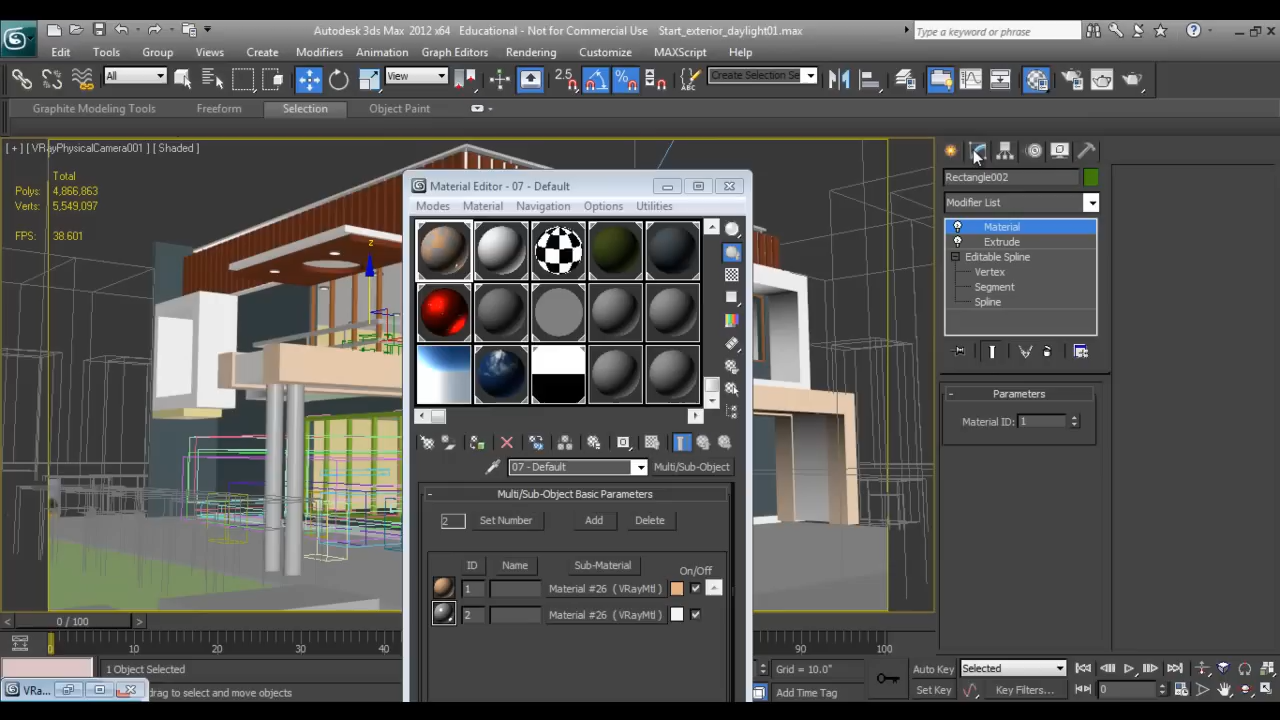 Autodesk 3ds Max 2012 x64 Educational - Not for Commercial Use Start_exterior_daylight01.max
Type a keyword or phrase
Edit Tools Group Views Create Modifiers Animation Graph Editors Rendering Customize MAXScript Help
All View 2.5 Create Selection Se
Graphite Modeling Tools Freeform Selection Object Paint
[ + ] [ VRayPhysicalCamera001 ] [ Shaded ]
Total
Polys: 4,866,863
Verts: 5,549,097
FPS: 38.601
z
Material Editor - 07 - Default
Modes Material Navigation Options Utilities
07 - Default Multi/Sub-Object
Multi/Sub-Object Basic Parameters
2 Set Number Add Delete
ID Name Sub-Material On/Off
1 Material #26 ( VRayMtl )
2 Material #26 ( VRayMtl )
Rectangle002
Modifier List
Material
Extrude
Editable Spline
Vertex
Segment
Spline
Parameters
Material ID: 1
0 / 100
0 10 20 30 40 80 90 100
1 Object Selected
Grid = 10.0"
Auto Key Selected
VRa...
drag to select and move objects
Add Time Tag
Set Key Key Filters... 0